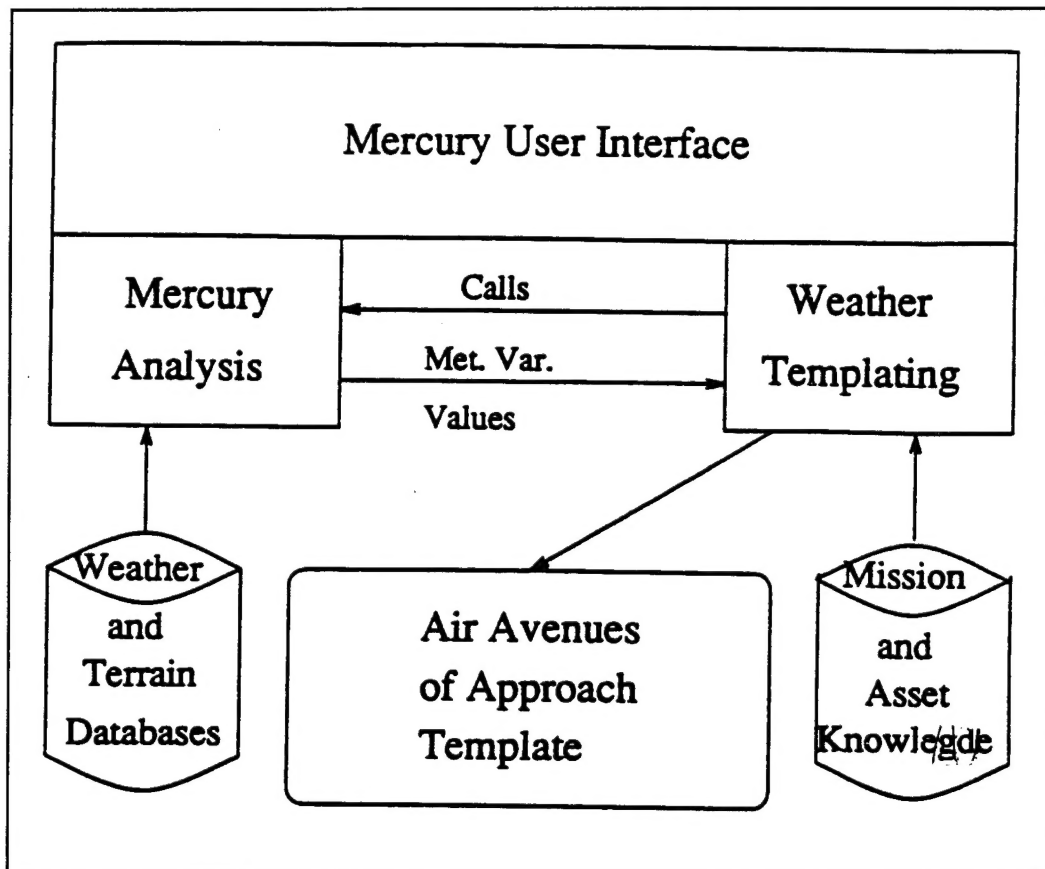 Mercury User Interface
Mercury
Analysis
Calls
Met. Var.
Values
Weather
Templating
Weather
and
Terrain
Databases
Air Avenues
of Approach
Template
Mission
and
Asset
Knowlegde